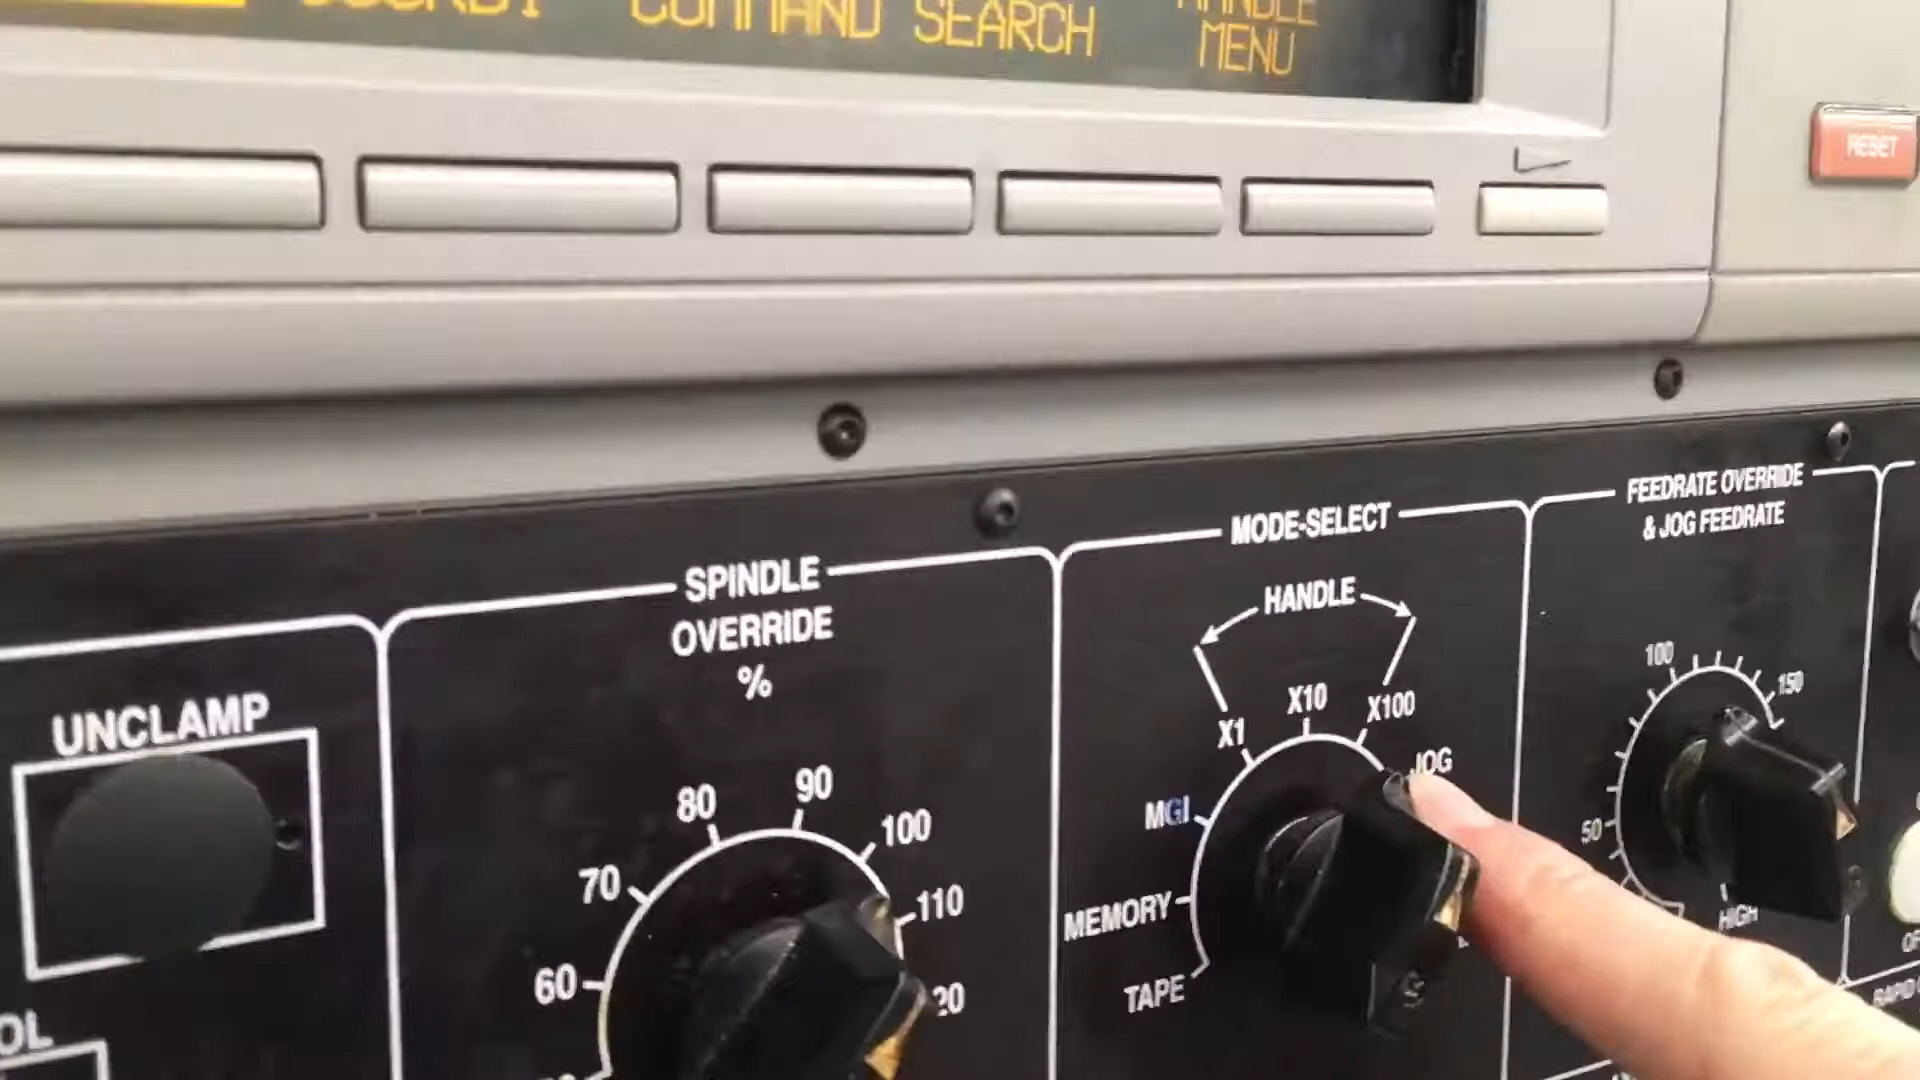 COMMAND SEARCH
HANDLE
MENU
RESET
SPINDLE
OVERRIDE
%
MODE-SELECT
FEEDRATE OVERRIDE
& JOG FEEDRATE
HANDLE
UNCLAMP
60
70
80
90
100
110
TAPE
MEMORY
MGI
X1
X10
X100
JOG
50
100
150
HIGH